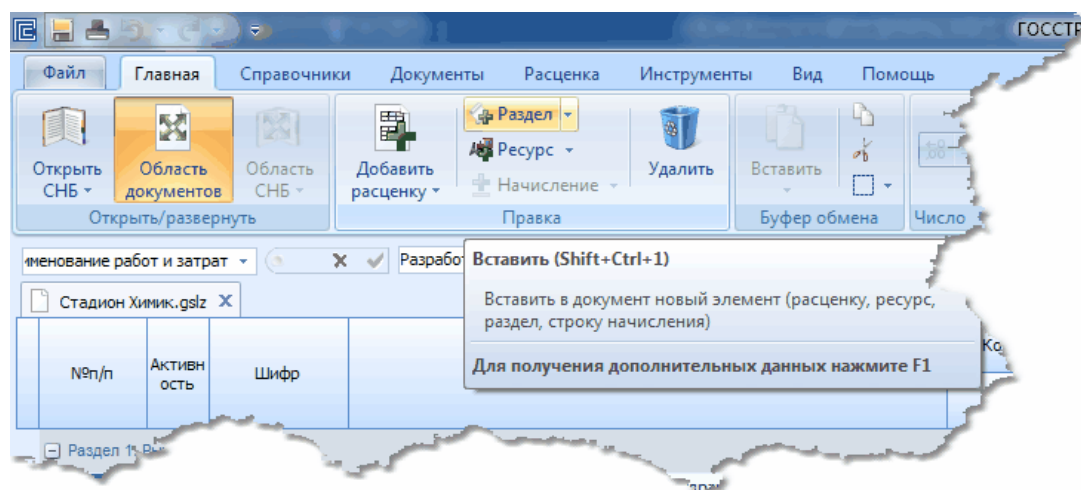 ГОССТР
Файл Главная Справочники Документы Расценка Инструменты Вид Помощь
Открыть СНБ
Область документов
Область СНБ
Добавить расценку
Раздел
Ресурс
Начисление
Удалить
Вставить
Открыть/развернуть Правка Буфер обмена Число
именование работ и затрат Разрабо
Вставить (Shift+Ctrl+1)
Вставить в документ новый элемент (расценку, ресурс,
раздел, строку начисления)
Для получения дополнительных данных нажмите F1
Стадион Химик.gslz X
№п/п
Активн
ость
Шифр
Ко
Раздел 1.